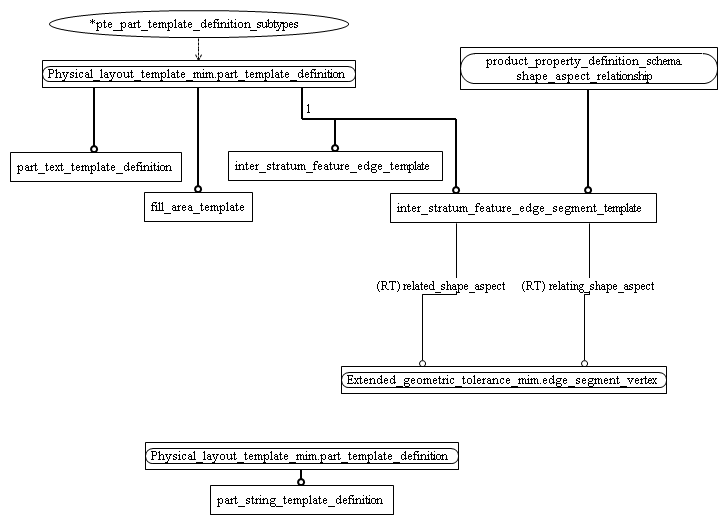 *pte_part_template_definition_subtypes
Physical_layout_template_mim.part_template_definition
product_property_definition_schema.
shape_aspect_relationship
1
part_text_template_definition
inter_stratum_feature_edge_template
fill_area_template
inter_stratum_feature_edge_segment_template
(RT) related_shape_aspect
(RT) relating_shape_aspect
Extended_geometric_tolerance_mim.edge_segment_vertex
Physical_layout_template_mim.part_template_definition
part_string_template_definition